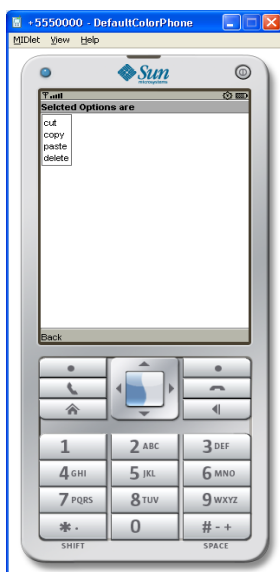 +5550000 - DefaultColorPhone
MIDlet View Help
Sun
microsystems
Selcted Options are
cut
copy
paste
delete
Back
1 2 ABC 3 DEF
4 GHI 5 JKL 6 MNO
7 PQRS 8 TUV 9 WXYZ
* . 0 # - +
SHIFT SPACE